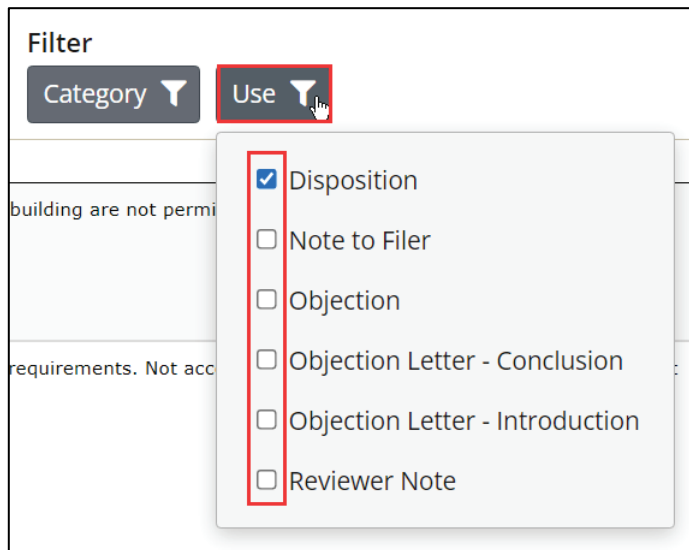 Filter
Category
Use
Disposition
building are not permi
Note to Filer
Objection
requirements. Not acc
Objection Letter - Conclusion
Objection Letter - Introduction
Reviewer Note